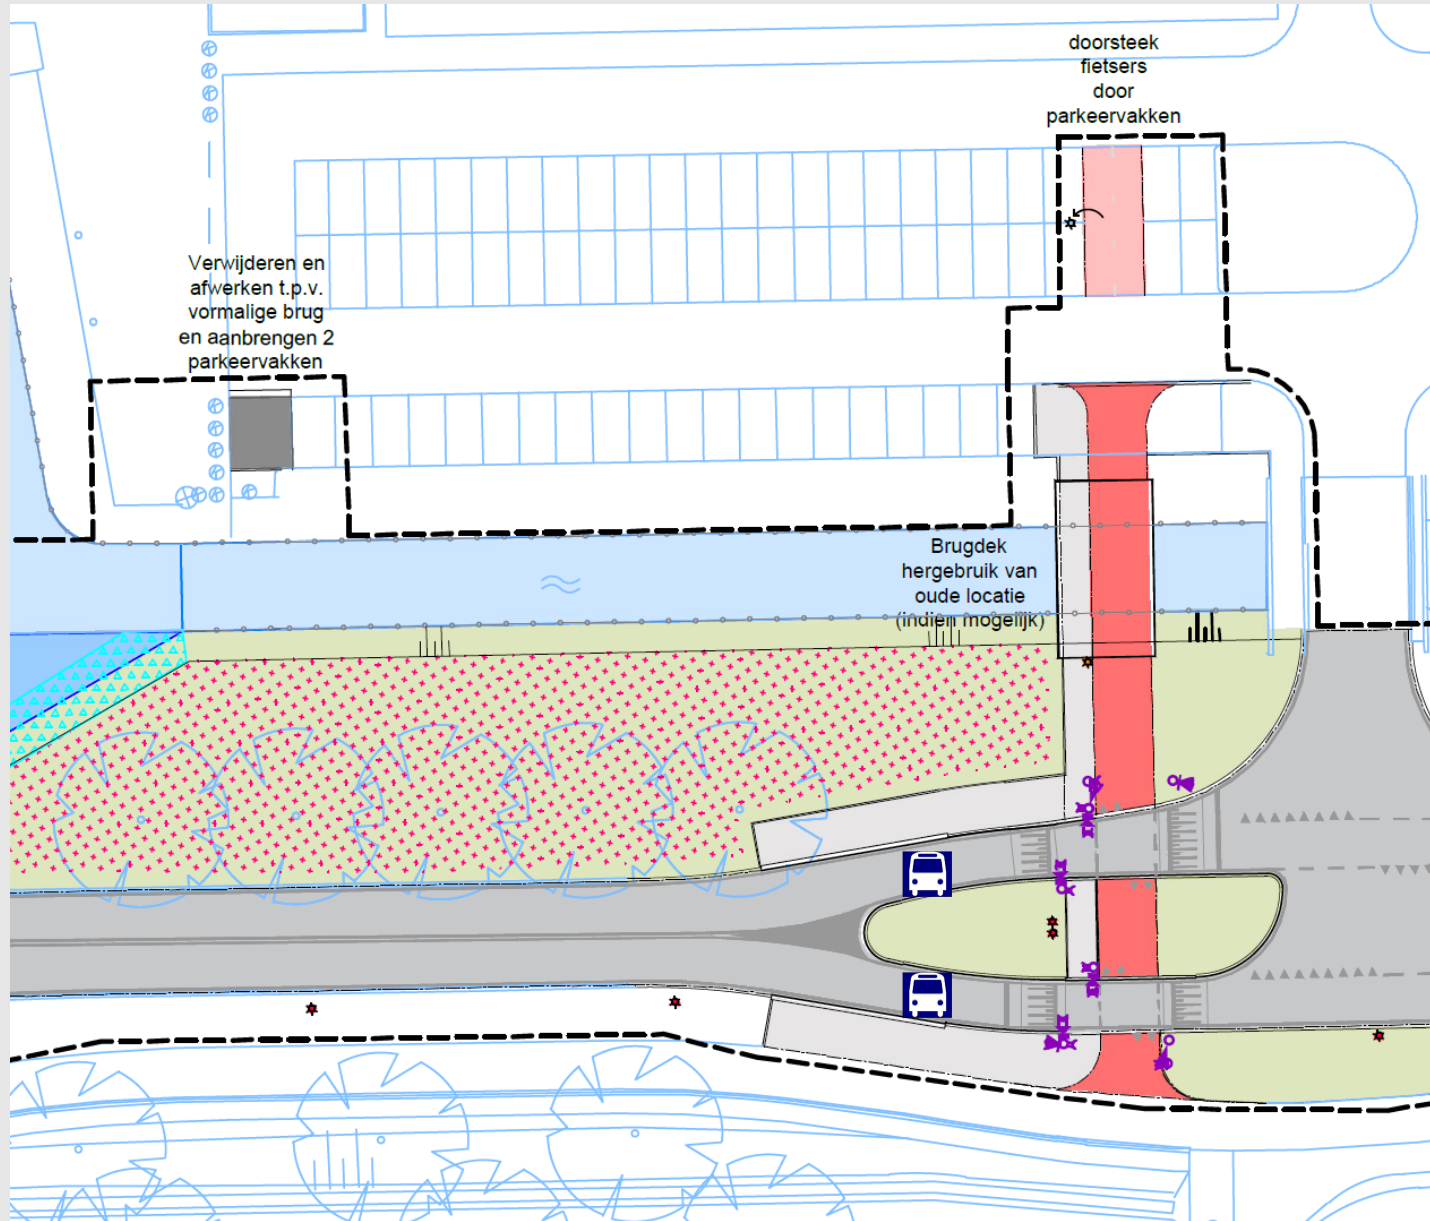 doorsteek
fietsers
door
parkeervakken
Verwijderen en
afwerken t.p.v.
vormalige brug
en aanbrengen 2
parkeervakken
Brugdek
hergebruik van
oude locatie
(indien mogelijk)